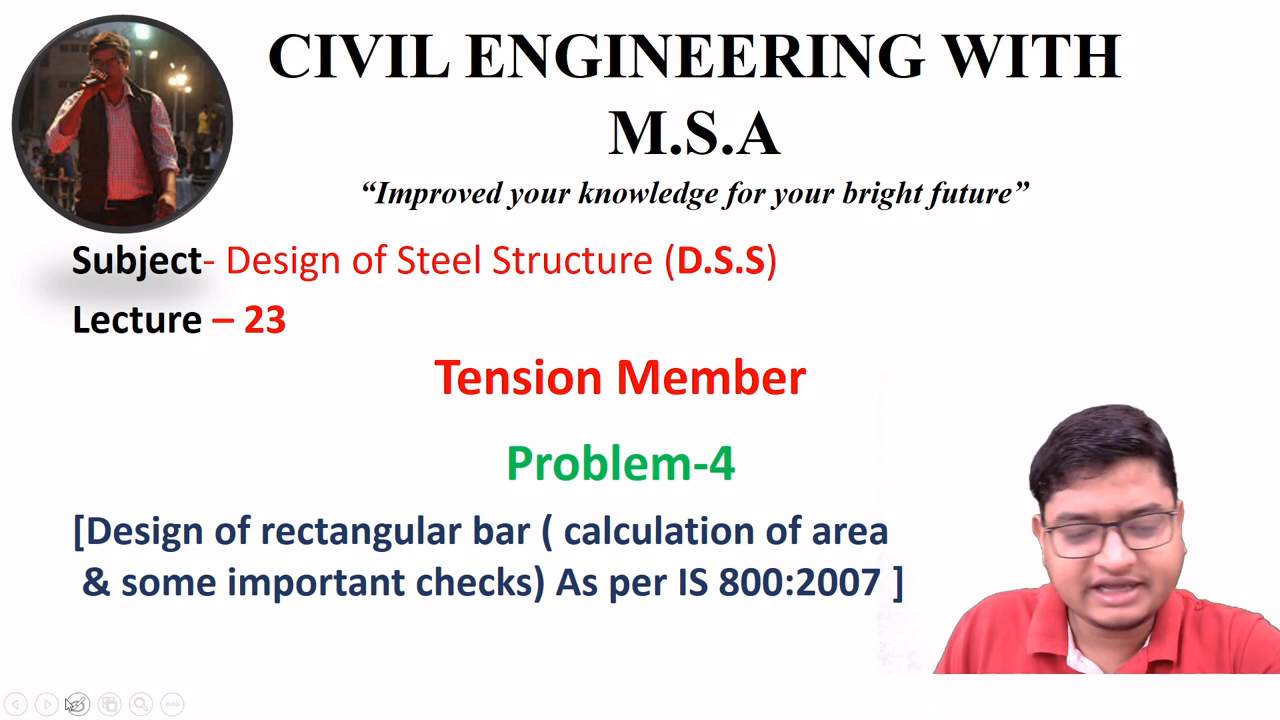 CIVIL ENGINEERING WITH
M.S.A
“Improved your knowledge for your bright future”
Subject- Design of Steel Structure (D.S.S)
Lecture – 23
Tension Member
Problem-4
[Design of rectangular bar ( calculation of area
& some important checks) As per IS 800:2007 ]